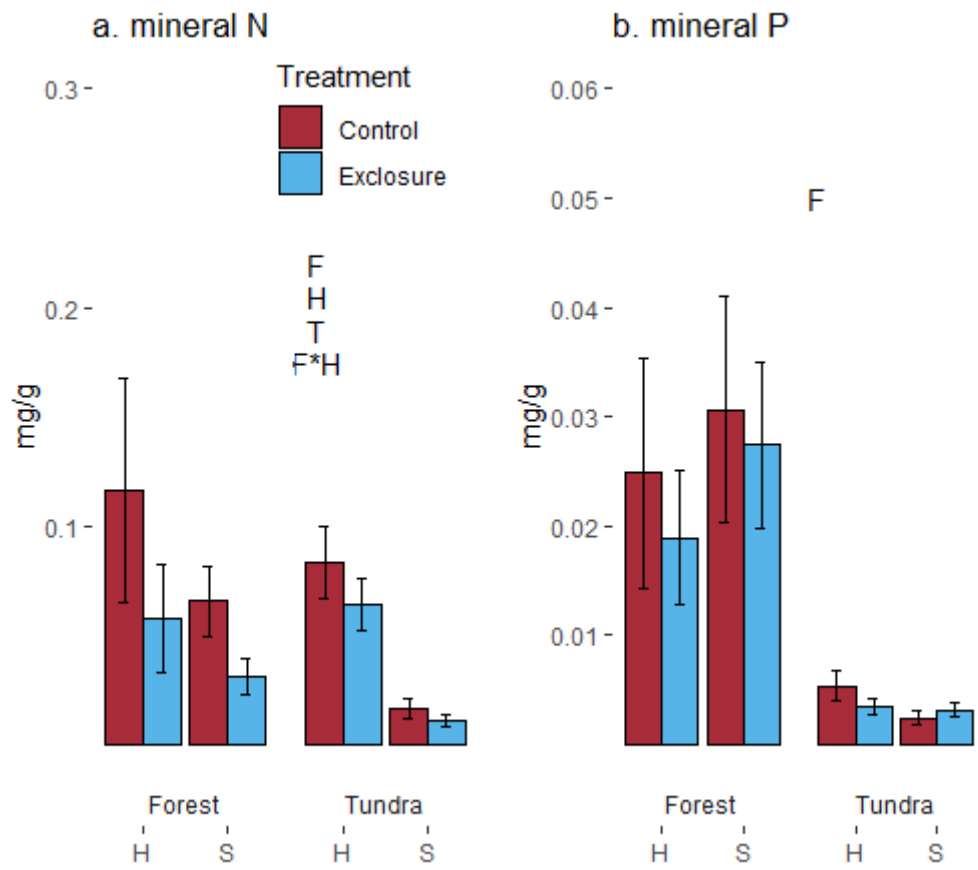 a. mineral N
Treatment
Control
Exclosure
mg/g
0.3
0.2
0.1
F
H
T
F*H
Forest
Tundra
H
S
H
S
b. mineral P
mg/g
0.06
0.05
0.04
0.03
0.02
0.01
F
Forest
Tundra
H
S
H
S